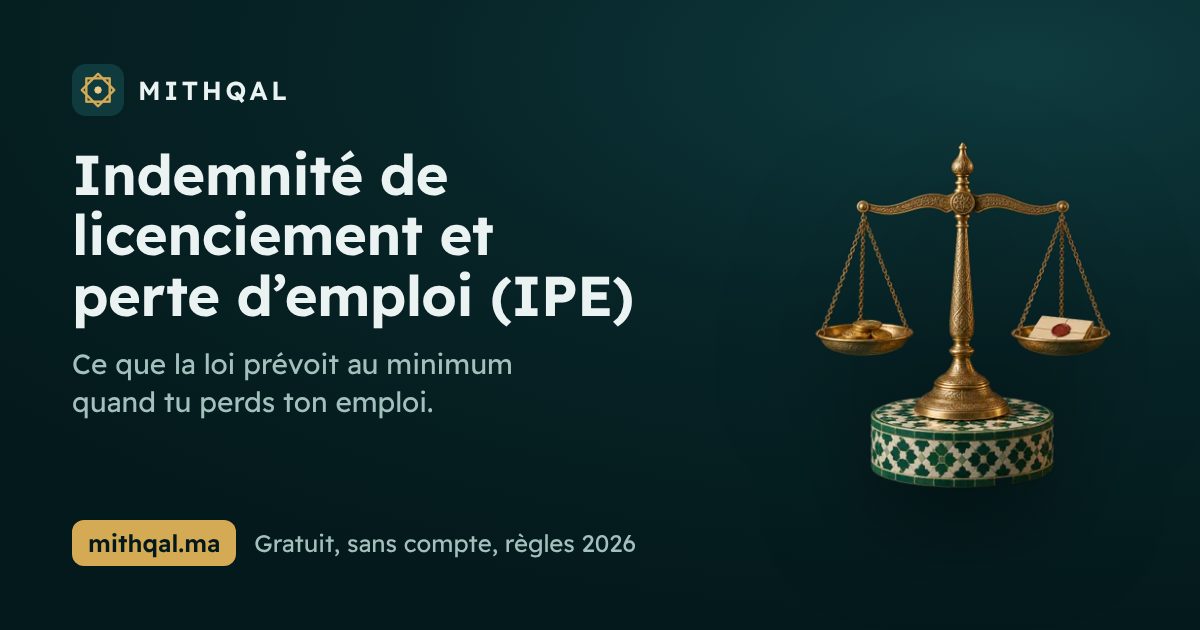 MITHQAL
Indemnité de
licenciement et
perte d’emploi (IPE)
Ce que la loi prévoit au minimum
quand tu perds ton emploi.
mithqal.ma
Gratuit, sans compte, règles 2026